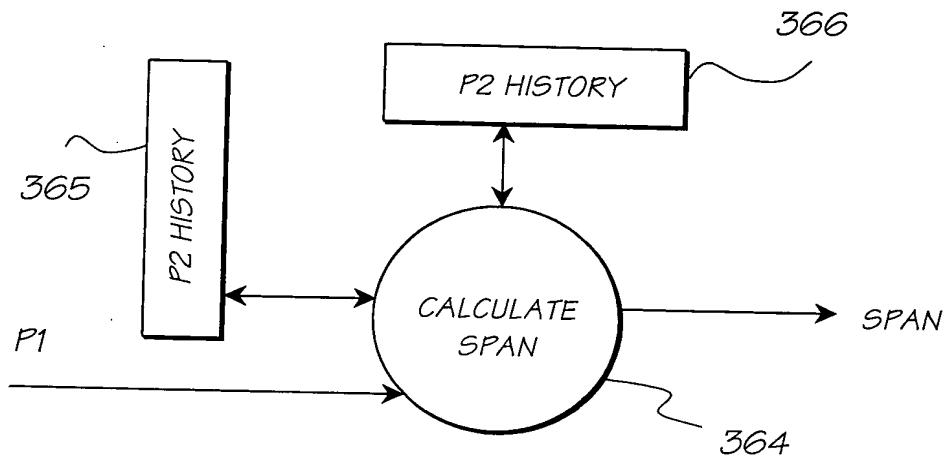 366
P2 HISTORY
365
P2 HISTORY
P1
CALCULATE
SPAN
SPAN
364